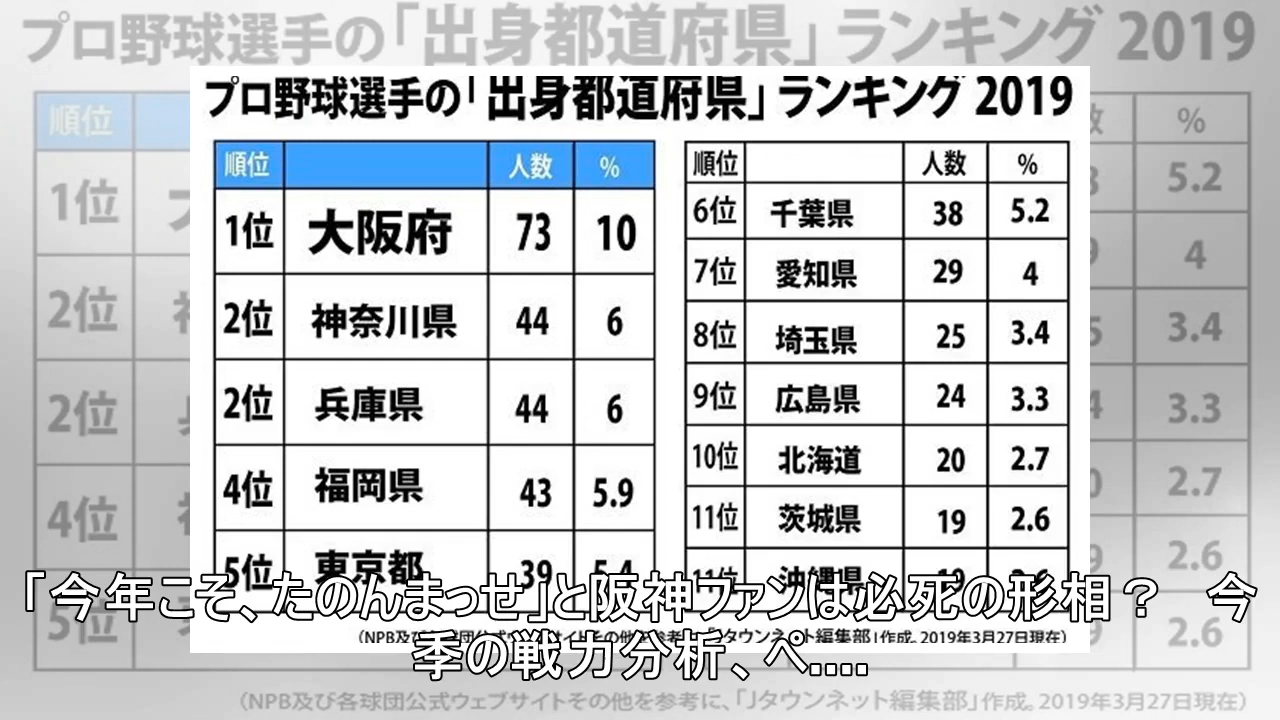 プロ野球選手の「出身都道府県」ランキング 2019
順位 人数 %
1位 大阪府 73 10
2位 神奈川県 44 6
2位 兵庫県 44 6
4位 福岡県 43 5.9
5位 東京都 39 5.4
順位 人数 %
6位 千葉県 38 5.2
7位 愛知県 29 4
8位 埼玉県 25 3.4
9位 広島県 24 3.3
10位 北海道 20 2.7
11位 茨城県 19 2.6
11位 沖縄県 19 2.6
(NPB及び各球団公式ウェブサイトその他を参考に、「Jタウンネット編集部」作成。2019年3月27日現在)
「今年こそ、たのんまっせ」と阪神ファンは必死の形相? 今
季の戦力分析、ペ....